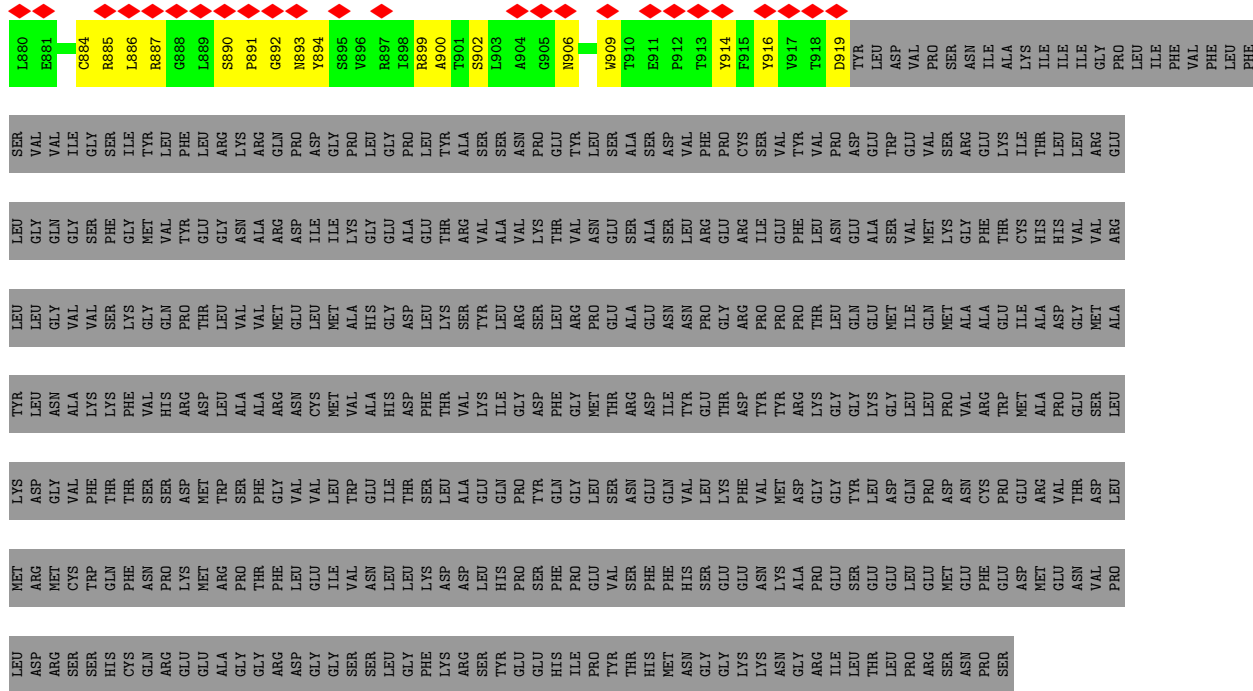 L880 E881 C884 R885 L886 R887 G888 L889 S890 P891 G892 N893 Y894 S895 V896 R897 I898 R899 A900 T901 S902 L903 A904 G905 N906 W909 T910 E911 P912 T913 Y914 F915 Y916 V917 T918 D919 TYR LEU ASP VAL PRO SER ASN ILE ALA LYS ILE ILE ILE GLY PRO LEU ILE PHE VAL PHE LEU PHE
SER VAL VAL ILE GLY SER ILE TYR LEU PHE LEU ARG LYS ARG GLN PRO ASP GLY PRO LEU GLY PRO LEU TYR ALA SER SER ASN PRO GLU TYR LEU SER ALA SER ASP VAL PHE PRO CYS SER VAL TYR VAL PRO ASP GLU TRP GLU VAL SER ARG GLU LYS ILE THR LEU LEU ARG GLU
LEU GLY GLN GLY SER PHE GLY MET VAL TYR GLU GLY ASN ALA ARG ASP ILE ILE LYS GLY GLU ALA GLU THR ARG VAL ALA VAL LYS THR VAL ASN GLU SER ALA SER LEU ARG GLU ARG ILE GLU PHE LEU ASN GLU ALA SER VAL MET LYS GLY PHE THR CYS HIS HIS VAL VAL ARG
LEU LEU GLY VAL VAL SER LYS GLY GLN PRO THR LEU VAL VAL MET GLU LEU MET ALA HIS GLY ASP LEU LYS SER TYR LEU ARG SER LEU ARG PRO GLU ALA GLU ASN ASN PRO GLY ARG PRO PRO PRO THR LEU GLN GLU MET ILE GLN MET ALA ALA GLU ILE ALA ASP GLY MET ALA
TYR LEU ASN ALA LYS LYS PHE VAL HIS ARG ASP LEU ALA ALA ARG ASN CYS MET VAL ALA HIS ASP PHE THR VAL LYS ILE GLY ASP PHE GLY MET THR ARG ASP ILE TYR GLU THR ASP TYR TYR ARG LYS GLY GLY LYS GLY LEU LEU PRO VAL ARG TRP MET ALA PRO GLU SER LEU
LYS ASP GLY VAL PHE THR THR SER SER ASP MET TRP SER PHE GLY VAL VAL LEU TRP GLU ILE THR SER LEU ALA GLU GLN PRO TYR GLN GLY LEU SER ASN GLU GLN VAL LEU LYS PHE VAL MET ASP GLY GLY TYR LEU ASP GLN PRO ASP ASN CYS PRO GLU ARG VAL THR ASP LEU
MET ARG MET CYS TRP GLN PHE ASN PRO LYS MET ARG PRO THR PHE LEU GLU ILE VAL ASN LEU LEU LYS ASP ASP LEU HIS PRO SER PHE PRO GLU VAL SER PHE PHE HIS SER GLU GLU ASN LYS ALA PRO GLU SER GLU GLU LEU GLU MET GLU PHE GLU ASP MET GLU ASN VAL PRO
LEU ASP ARG SER SER HIS CYS GLN ARG GLU GLU ALA GLY GLY ARG ASP GLY GLY SER SER LEU GLY PHE LYS ARG SER TYR GLU GLU HIS ILE PRO TYR THR HIS MET ASN GLY GLY LYS LYS ASN GLY ARG ILE LEU THR LEU PRO ARG SER ASN PRO SER